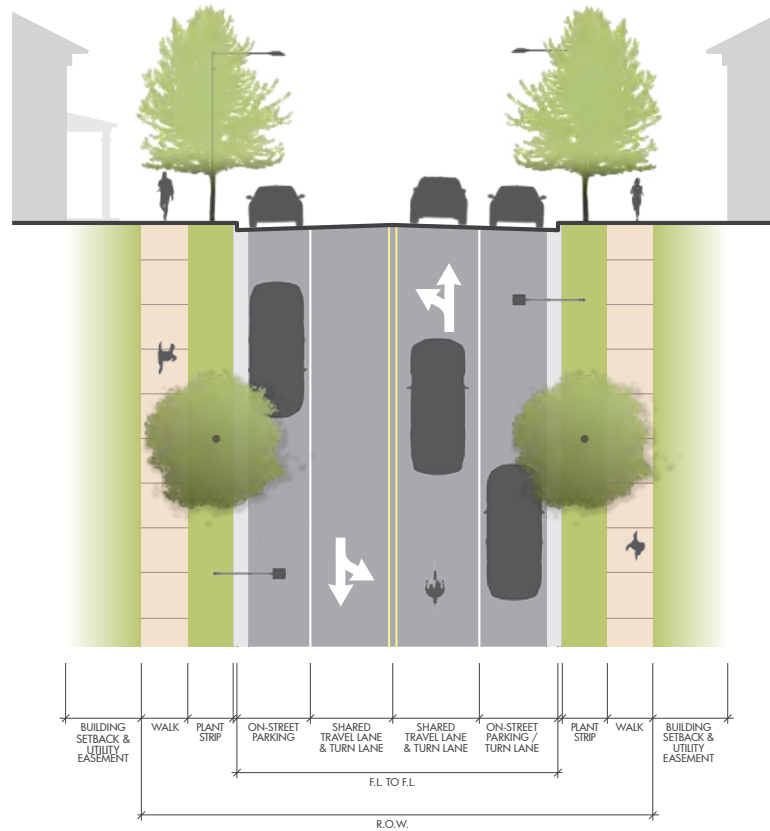 BUILDING
SETBACK &
UTILITY
EASEMENT
WALK
PLANT
STRIP
ON-STREET
PARKING
SHARED
TRAVEL LANE
& TURN LANE
SHARED
TRAVEL LANE
& TURN LANE
ON-STREET
PARKING /
TURN LANE
PLANT
STRIP
WALK
BUILDING
SETBACK &
UTILITY
EASEMENT
F.L. TO F.L.
R.O.W.